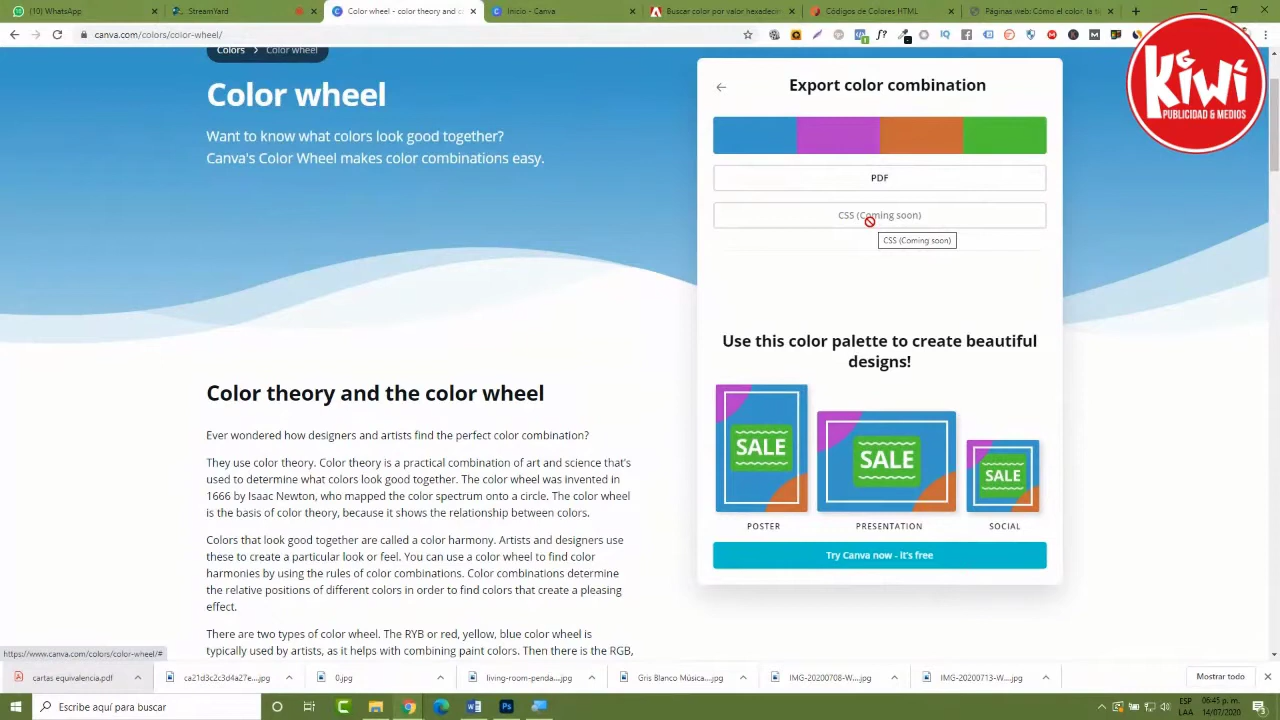 (10) WhatsApp
StreamYard
Color wheel - color theory and c
Inicio - Canva
Buscar color por valor hexadecim
Códigos de Colores HTML
Páginas web: Cómo el color, la ti
canva.com/colors/color-wheel/
Colors > Color wheel
Color wheel
Want to know what colors look good together?
Canva's Color Wheel makes color combinations easy.
KIWI
PUBLICIDAD & MEDIOS
Export color combination
PDF
CSS (Coming soon)
CSS (Coming soon)
Use this color palette to create beautiful
designs!
SALE
SALE
SALE
POSTER
PRESENTATION
SOCIAL
Try Canva now - it's free
Color theory and the color wheel
Ever wondered how designers and artists find the perfect color combination?
They use color theory. Color theory is a practical combination of art and science that's
used to determine what colors look good together. The color wheel was invented in
1666 by Isaac Newton, who mapped the color spectrum onto a circle. The color wheel
is the basis of color theory, because it shows the relationship between colors.
Colors that look good together are called a color harmony. Artists and designers use
these to create a particular look or feel. You can use a color wheel to find color
harmonies by using the rules of color combinations. Color combinations determine
the relative positions of different colors in order to find colors that create a pleasing
effect.
There are two types of color wheel. The RYB or red, yellow, blue color wheel is
typically used by artists, as it helps with combining paint colors. Then there is the RGB,
https://www.canva.com/colors/color-wheel/#
cartas equivalencia.pdf
ca21d3c2c3d4a27e....jpg
0.jpg
living-room-penda....jpg
Gris Blanco Música....jpg
IMG-20200708-W....jpg
IMG-20200713-W....jpg
Mostrar todo
Escribe aquí para buscar
ESP
LAA
06:45 p. m.
14/07/2020
3